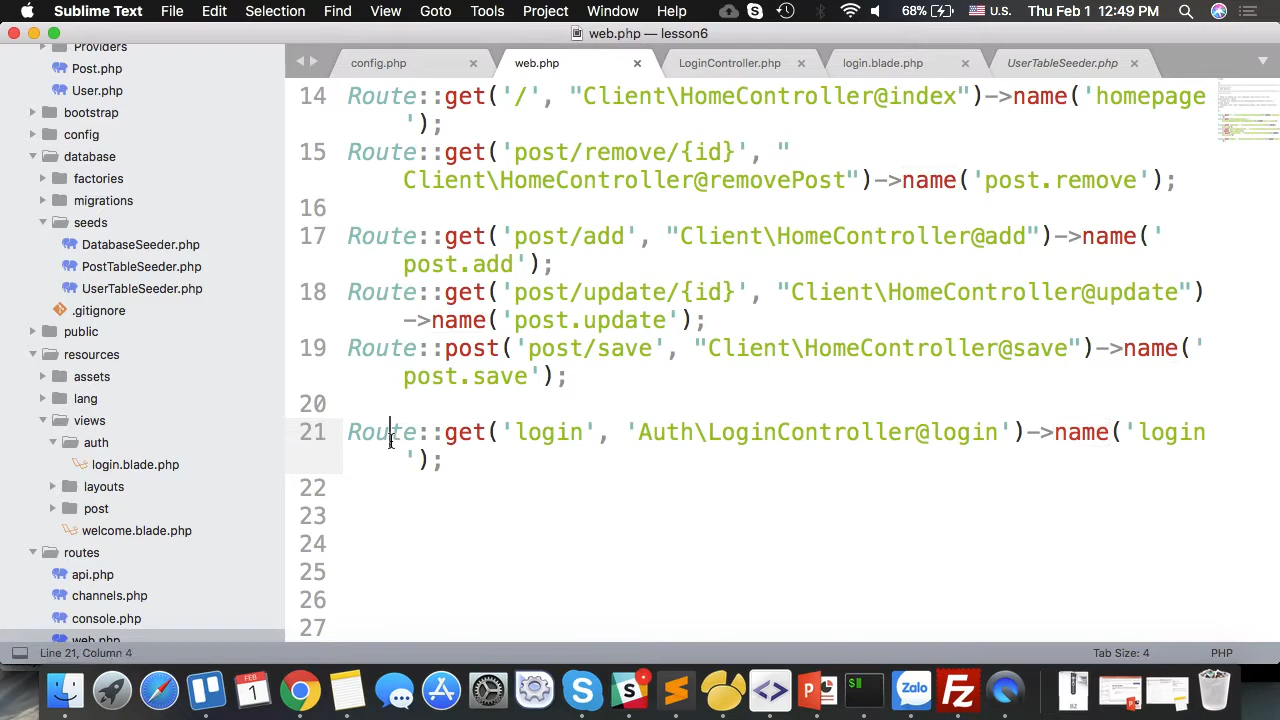 Sublime Text File Edit Selection Find View Goto Tools Project Window Help 68% U.S. Thu Feb 1 12:49 PM
web.php — lesson6
Providers
Post.php
User.php
bootstrap
config
database
factories
migrations
seeds
DatabaseSeeder.php
PostTableSeeder.php
UserTableSeeder.php
.gitignore
public
resources
assets
lang
views
auth
login.blade.php
layouts
post
welcome.blade.php
routes
api.php
channels.php
console.php
web.php
config.php web.php LoginController.php login.blade.php UserTableSeeder.php
14 Route::get('/', "Client\HomeController@index")->name('homepage
');
15 Route::get('post/remove/{id}', "
Client\HomeController@removePost")->name('post.remove');
16
17 Route::get('post/add', "Client\HomeController@add")->name('
post.add');
18 Route::get('post/update/{id}', "Client\HomeController@update")
->name('post.update');
19 Route::post('post/save', "Client\HomeController@save")->name('
post.save');
20
21 Route::get('login', 'Auth\LoginController@login')->name('login
');
22
23
24
25
26
27
Line 21, Column 4 Tab Size: 4 PHP
FEB
1
Zalo
Fz